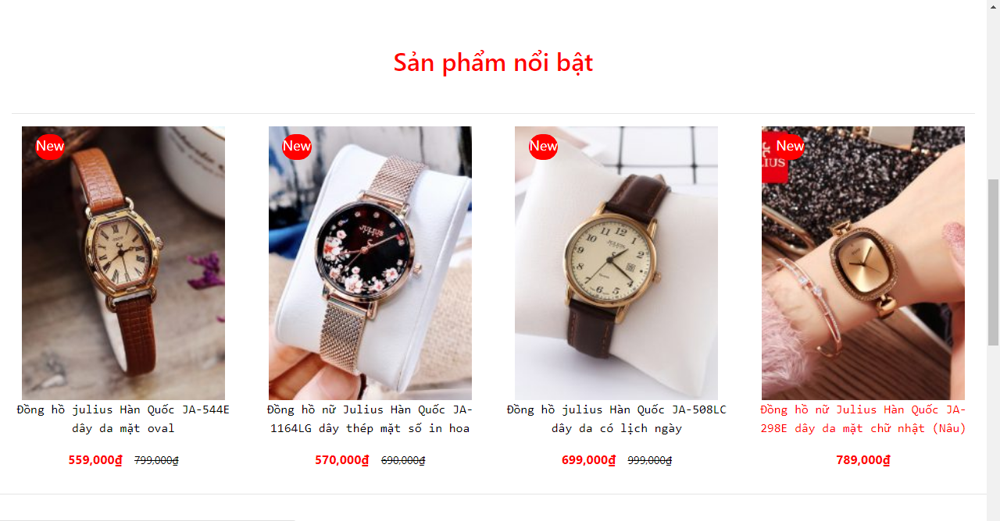 Sản phẩm nổi bật
New
New
New
New
JULIUS
JULIUS
LIUS
Đồng hồ julius Hàn Quốc JA-544E
dây da mặt oval
559,000₫ 799,000₫
Đồng hồ nữ Julius Hàn Quốc JA-
1164LG dây thép mặt số in hoa
570,000₫ 690,000₫
Đồng hồ julius Hàn Quốc JA-508LC
dây da có lịch ngày
699,000₫ 999,000₫
Đồng hồ nữ Julius Hàn Quốc JA-
298E dây da mặt chữ nhật (Nâu)
789,000₫